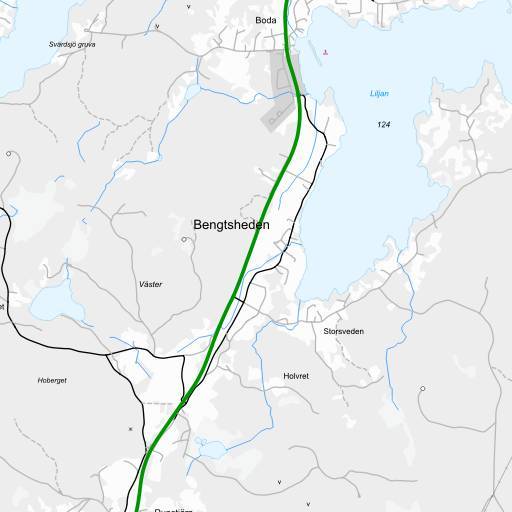 Boda
Svärdsjö gruva
Liljan
124
Bengtsheden
Väster
Storsveden
Holvret
Hoberget